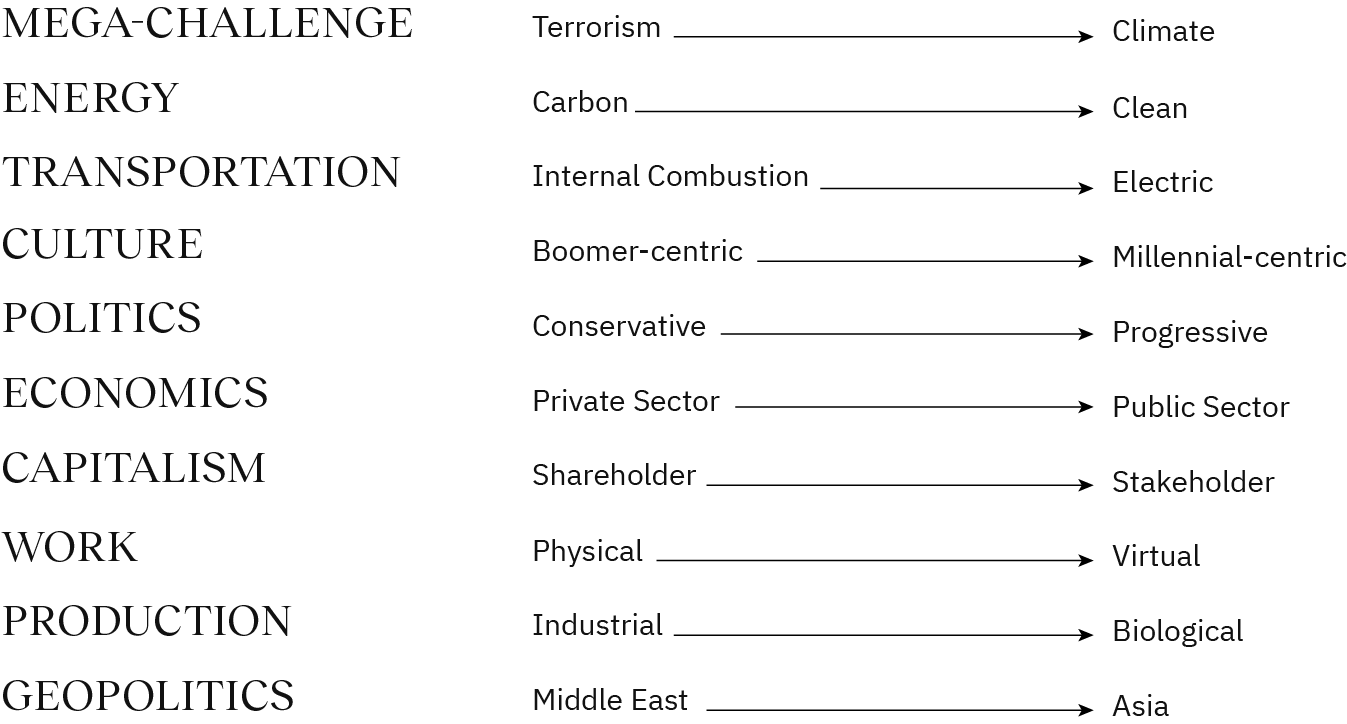 MEGA-CHALLENGE Terrorism Climate
ENERGY Carbon Clean
TRANSPORTATION Internal Combustion Electric
CULTURE Boomer-centric Millennial-centric
POLITICS Conservative Progressive
ECONOMICS Private Sector Public Sector
CAPITALISM Shareholder Stakeholder
WORK Physical Virtual
PRODUCTION Industrial Biological
GEOPOLITICS Middle East Asia